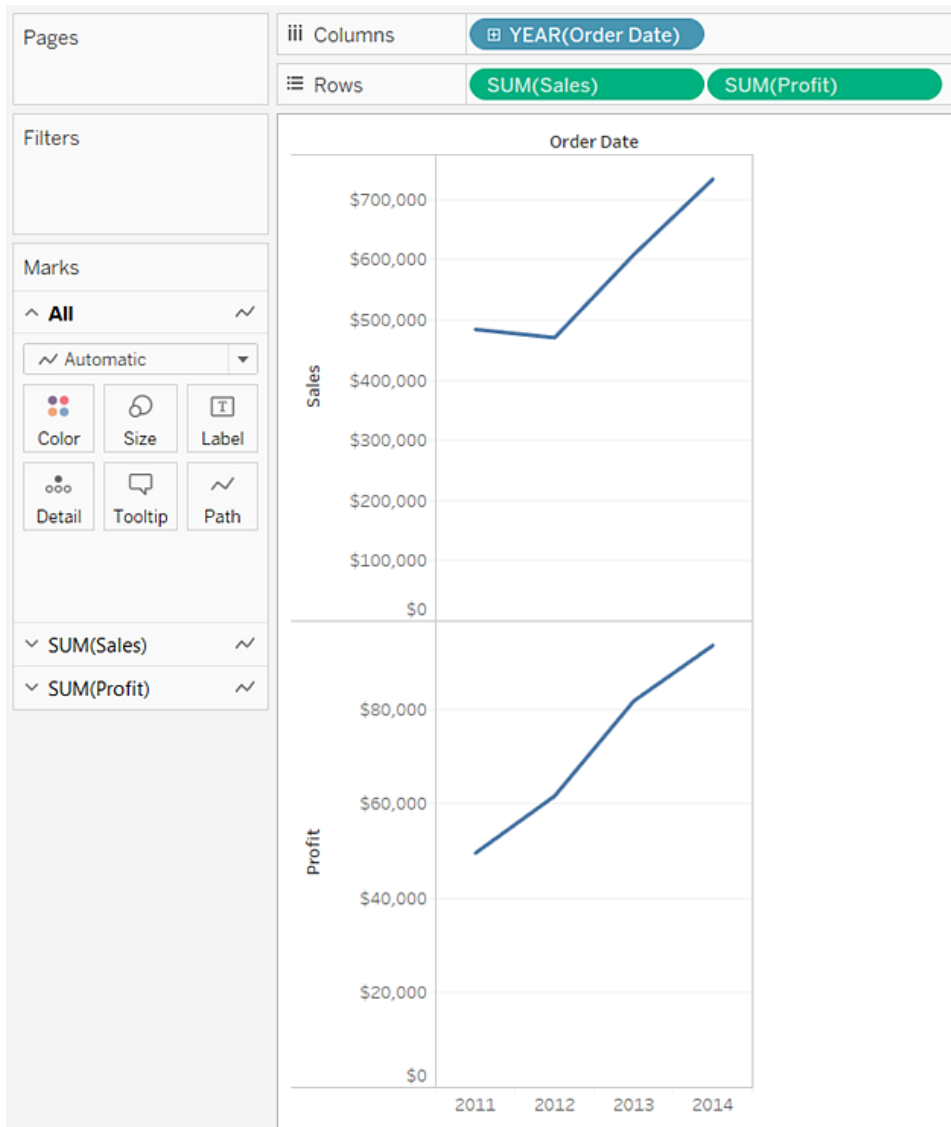 Pages
Columns YEAR(Order Date)
Rows SUM(Sales) SUM(Profit)
Filters
Marks
All
Automatic
Color Size Label
Detail Tooltip Path
SUM(Sales)
SUM(Profit)
Order Date
Sales
$700,000
$600,000
$500,000
$400,000
$300,000
$200,000
$100,000
$0
Profit
$80,000
$60,000
$40,000
$20,000
$0
2011 2012 2013 2014